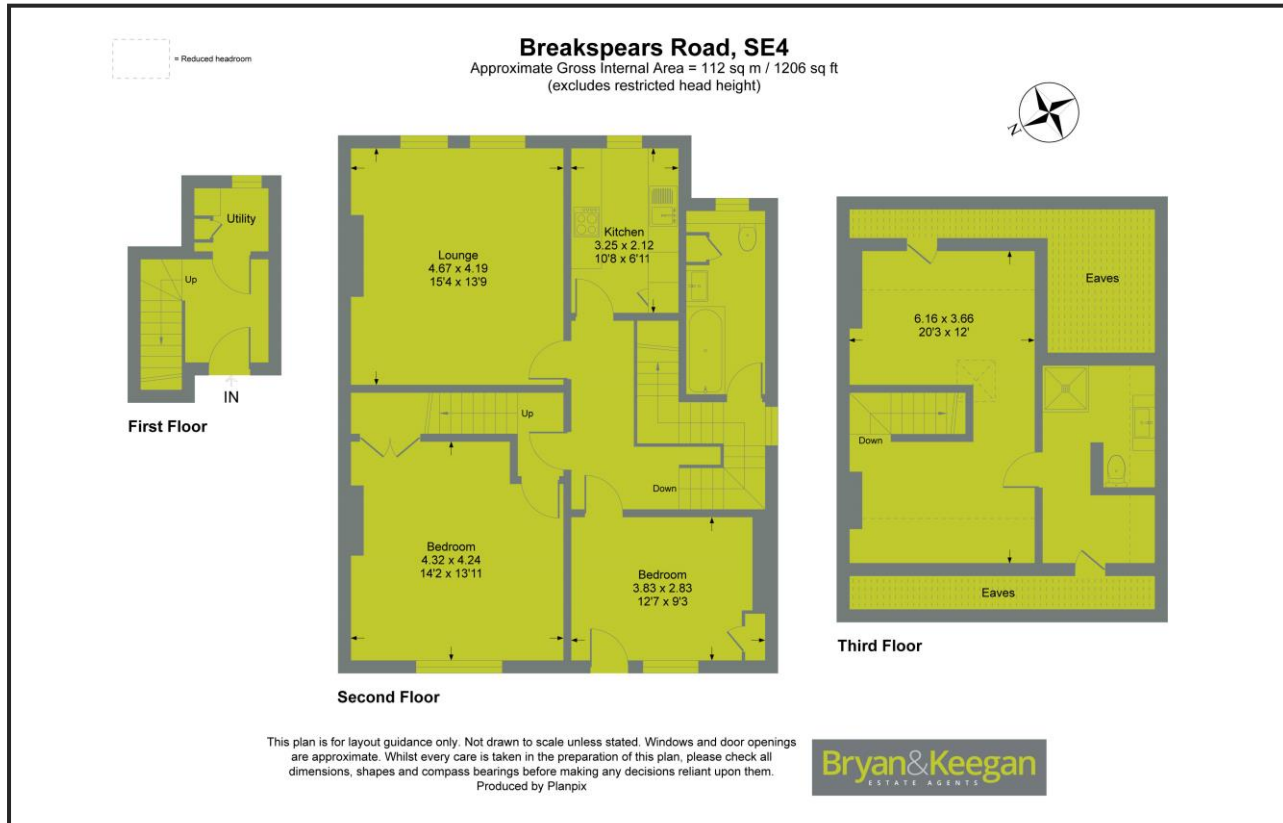 = Reduced headroom
Breakspears Road, SE4
Approximate Gross Internal Area = 112 sq m / 1206 sq ft
(excludes restricted head height)
N
Utility
Up
IN
First Floor
Lounge
4.67 x 4.19
15'4 x 13'9
Kitchen
3.25 x 2.12
10'8 x 6'11
Up
Down
Bedroom
4.32 x 4.24
14'2 x 13'11
Bedroom
3.83 x 2.83
12'7 x 9'3
Second Floor
Eaves
6.16 x 3.66
20'3 x 12'
Down
Eaves
Third Floor
This plan is for layout guidance only. Not drawn to scale unless stated. Windows and door openings
are approximate. Whilst every care is taken in the preparation of this plan, please check all
dimensions, shapes and compass bearings before making any decisions reliant upon them.
Produced by Planpix
Bryan&Keegan
ESTATE AGENTS